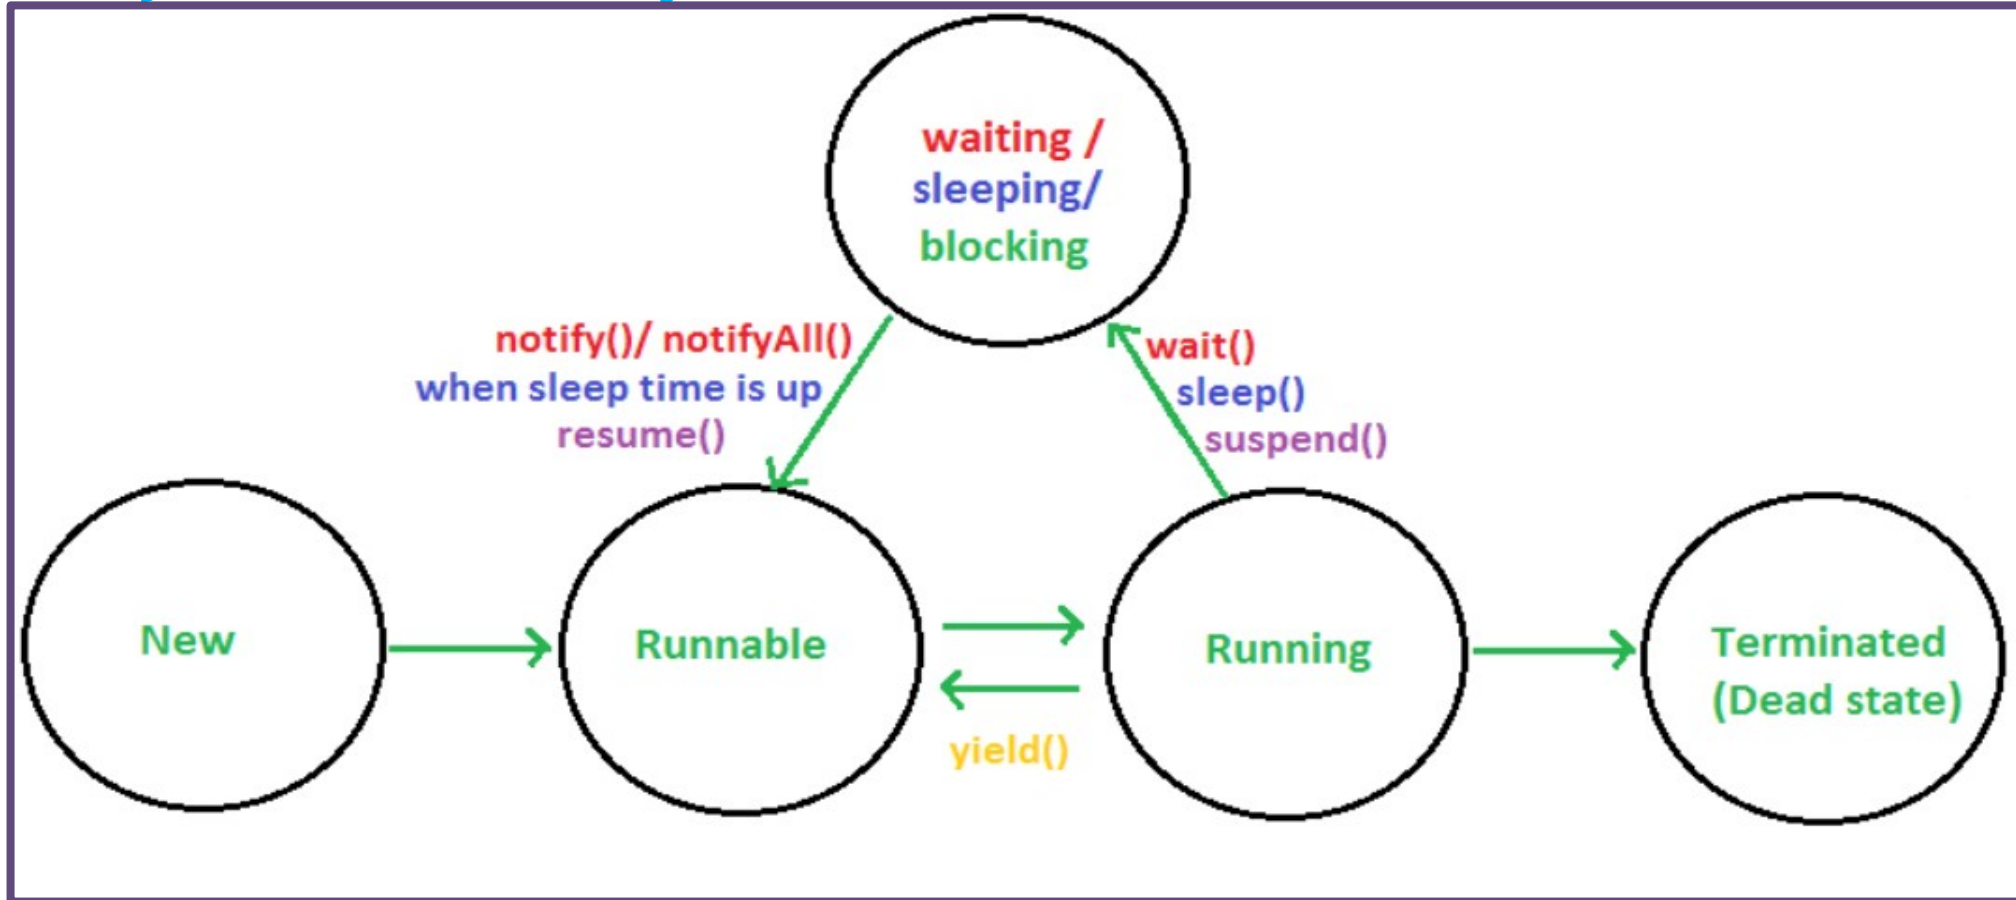 waiting /
sleeping/
blocking
notify()/ notifyAll()
when sleep time is up
resume()
wait()
sleep()
suspend()
New
Runnable
Running
Terminated
(Dead state)
yield()